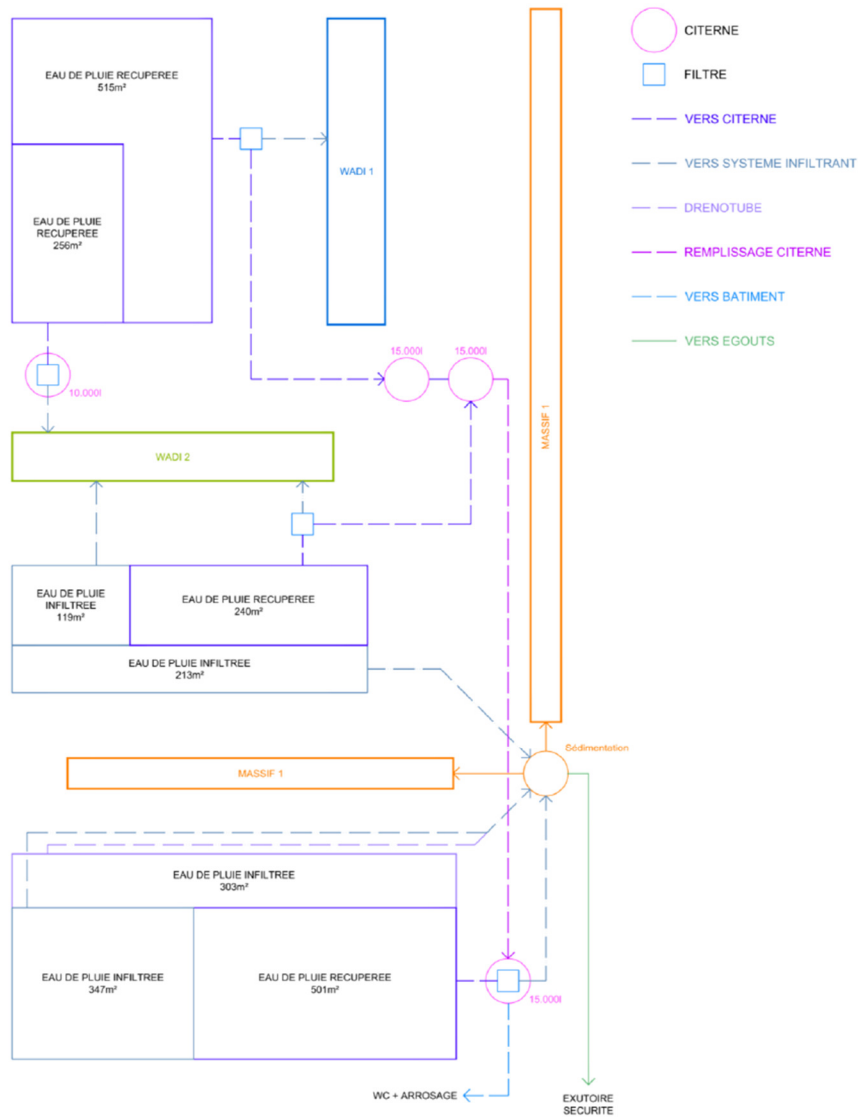 EAU DE PLUIE RECUPEREE
515m²
EAU DE PLUIE
RECUPEREE
256m²
WADI 1
MASSIF 1
CITERNE
FILTRE
VERS CITERNE
VERS SYSTEME INFILTRANT
DRENOTUBE
REMPLISSAGE CITERNE
VERS BATIMENT
VERS EGOUTS
10.000l
15.000l
15.000l
WADI 2
EAU DE PLUIE
INFILTREE
119m²
EAU DE PLUIE RECUPEREE
240m²
EAU DE PLUIE INFILTREE
213m²
Sédimentation
MASSIF 1
EAU DE PLUIE INFILTREE
303m²
EAU DE PLUIE INFILTREE
347m²
EAU DE PLUIE RECUPEREE
501m²
15.000l
WC + ARROSAGE
EXUTOIRE
SECURITE